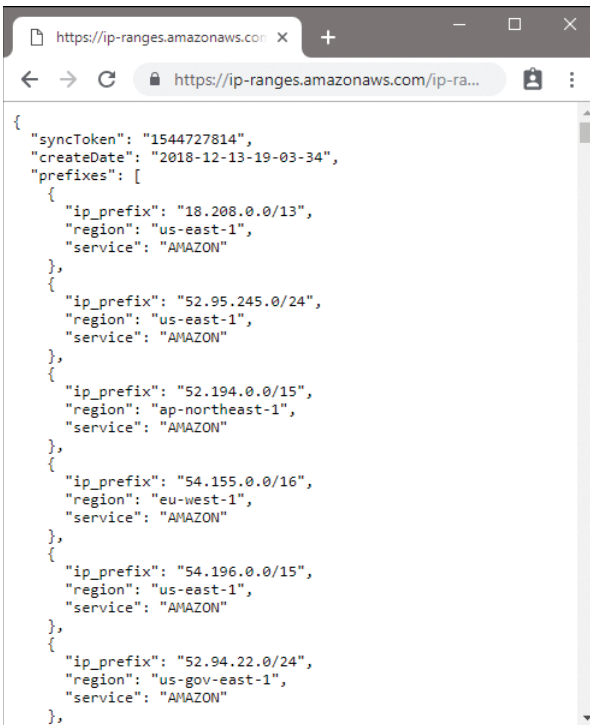 https://ip-ranges.amazonaws.con
https://ip-ranges.amazonaws.com/ip-ra...
{
  "syncToken": "1544727814",
  "createDate": "2018-12-13-19-03-34",
  "prefixes": [
    {
      "ip_prefix": "18.208.0.0/13",
      "region": "us-east-1",
      "service": "AMAZON"
    },
    {
      "ip_prefix": "52.95.245.0/24",
      "region": "us-east-1",
      "service": "AMAZON"
    },
    {
      "ip_prefix": "52.194.0.0/15",
      "region": "ap-northeast-1",
      "service": "AMAZON"
    },
    {
      "ip_prefix": "54.155.0.0/16",
      "region": "eu-west-1",
      "service": "AMAZON"
    },
    {
      "ip_prefix": "54.196.0.0/15",
      "region": "us-east-1",
      "service": "AMAZON"
    },
    {
      "ip_prefix": "52.94.22.0/24",
      "region": "us-gov-east-1",
      "service": "AMAZON"
    },